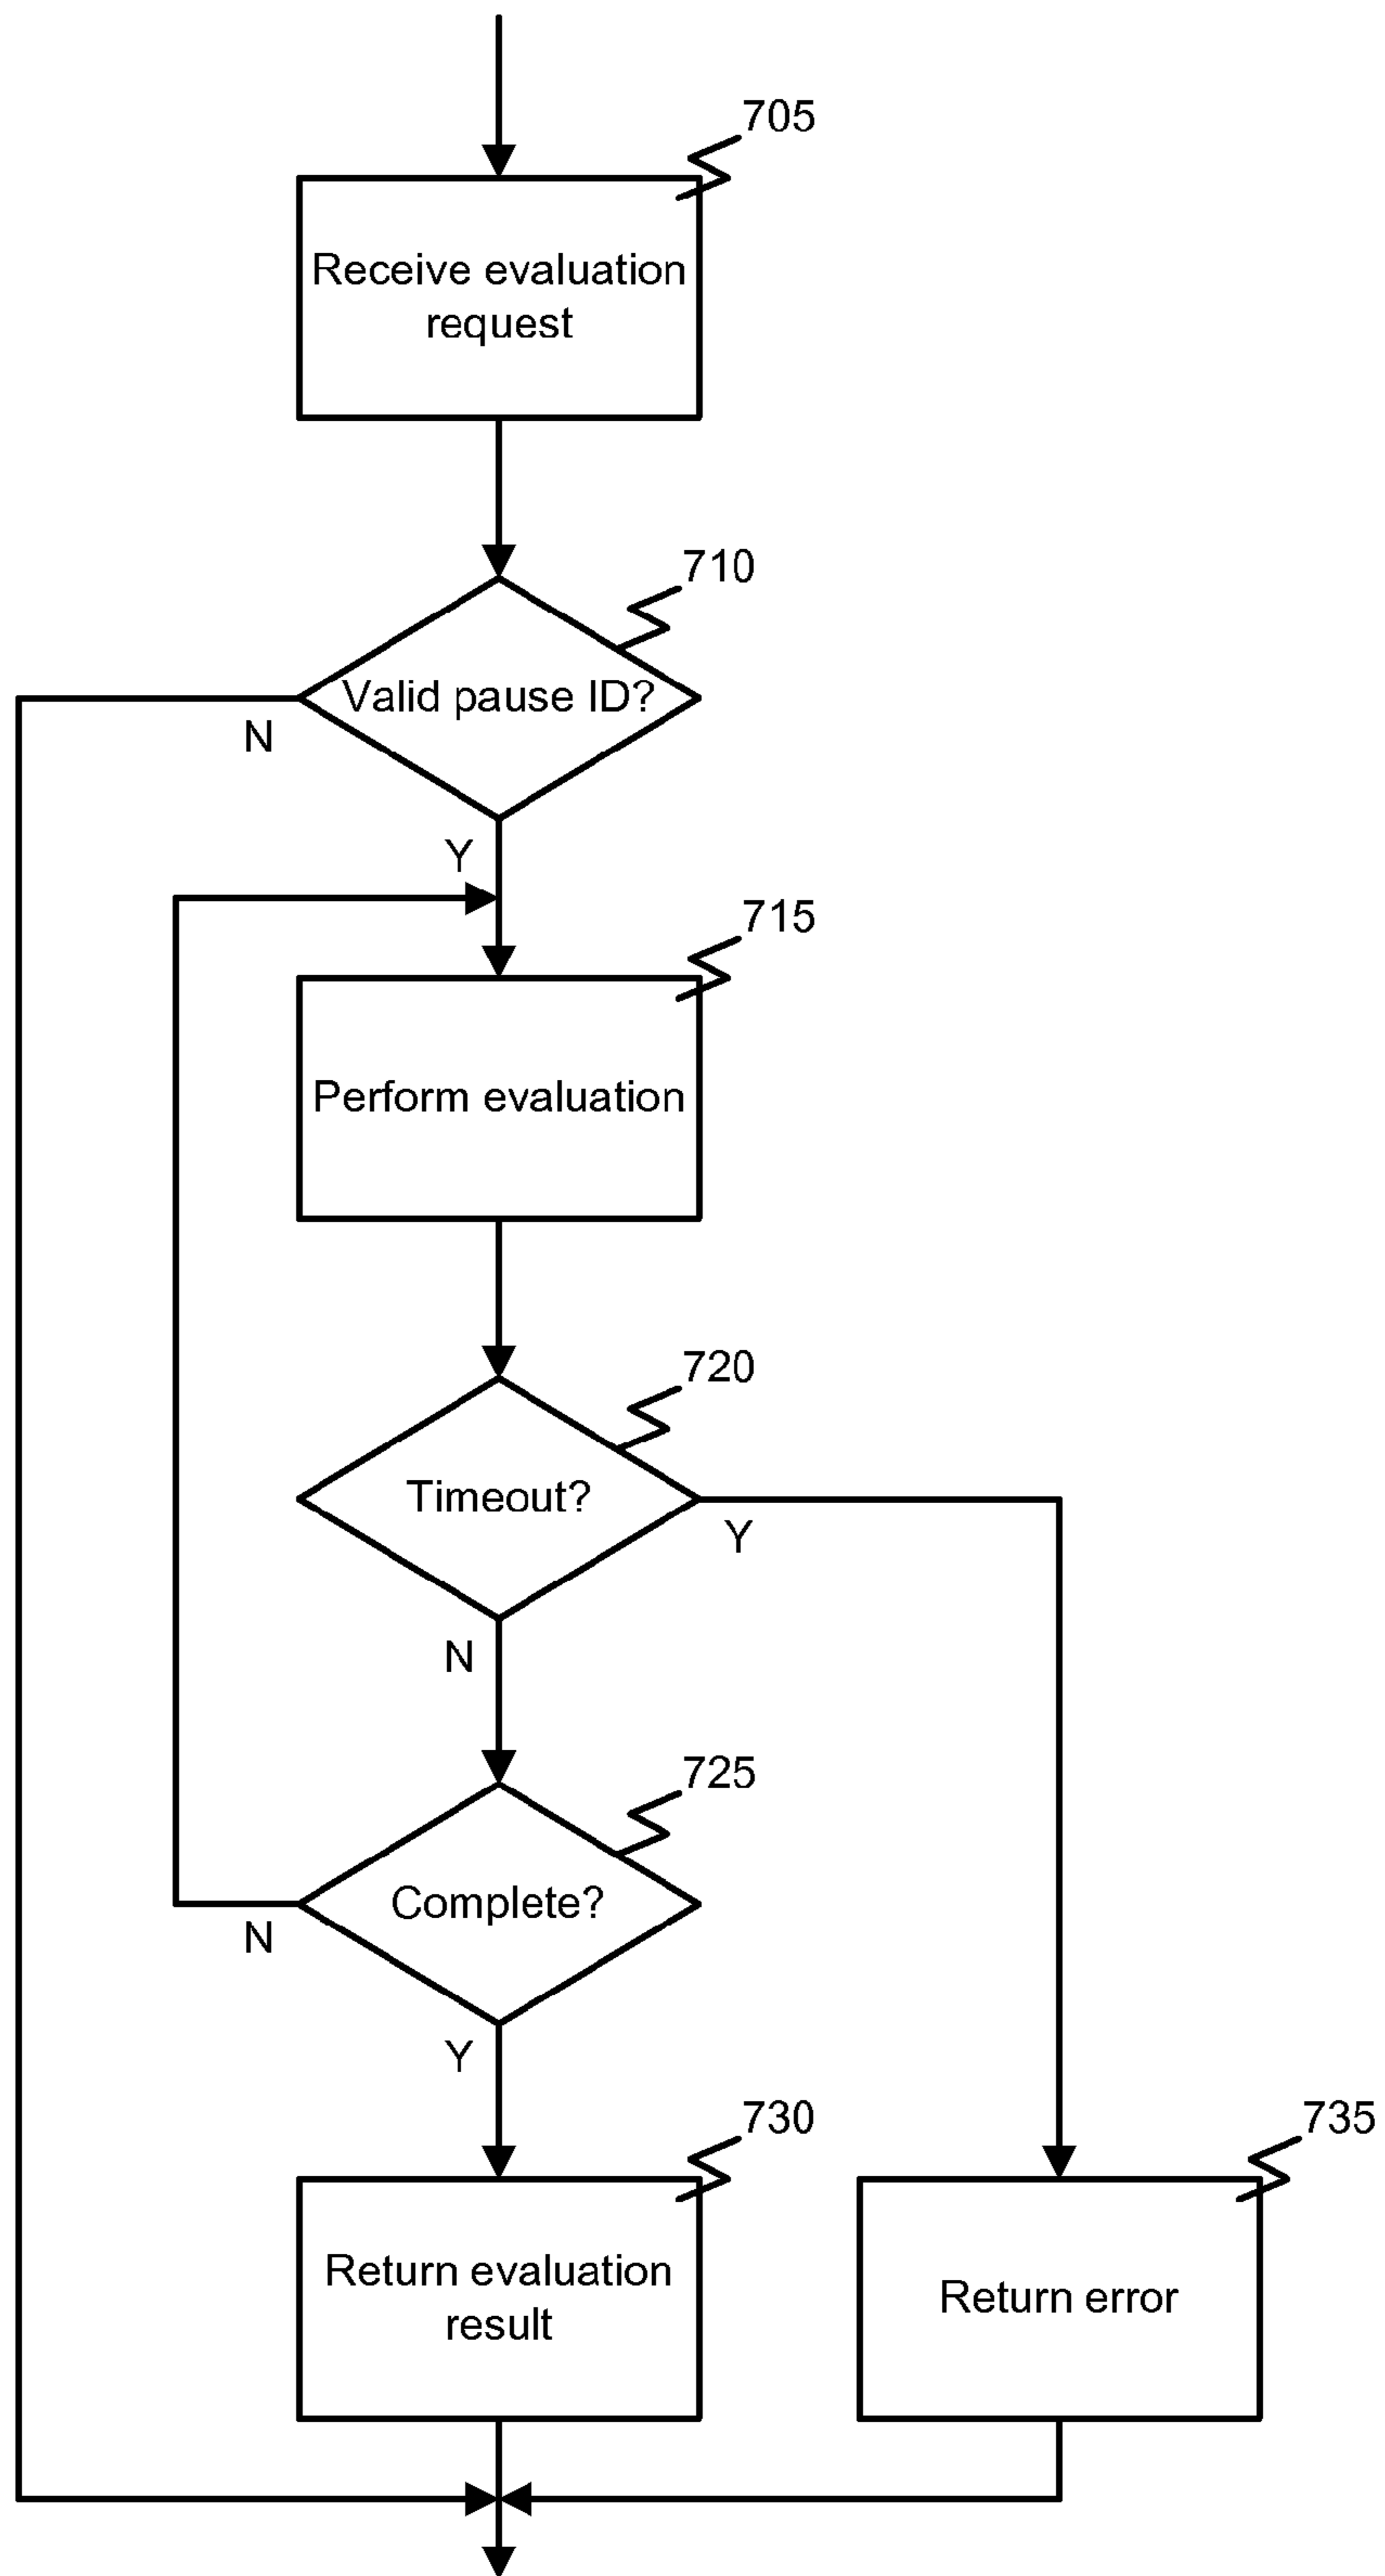 705
Receive evaluation
request
710
Valid pause ID?
N
Y
715
Perform evaluation
720
Timeout?
Y
N
725
Complete?
N
Y
730
735
Return evaluation
result
Return error